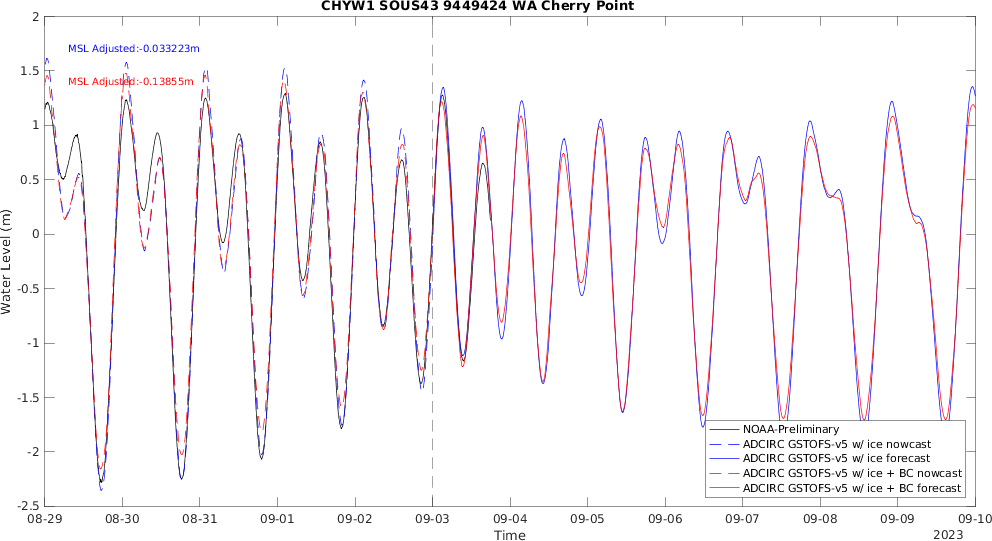 CHYW1 SOUS43 9449424 WA Cherry Point
MSL Adjusted:-0.033223m
MSL Adjusted:-0.13855m
Water Level (m)
2
1.5
1
0.5
0
-0.5
-1
-1.5
-2
-2.5
NOAA-Preliminary
ADCIRC GSTOFS-v5 w/ ice nowcast
ADCIRC GSTOFS-v5 w/ ice forecast
ADCIRC GSTOFS-v5 w/ ice + BC nowcast
ADCIRC GSTOFS-v5 w/ ice + BC forecast
08-29 08-30 08-31 09-01 09-02 09-03 09-04 09-05 09-06 09-07 09-08 09-09 09-10
Time
2023